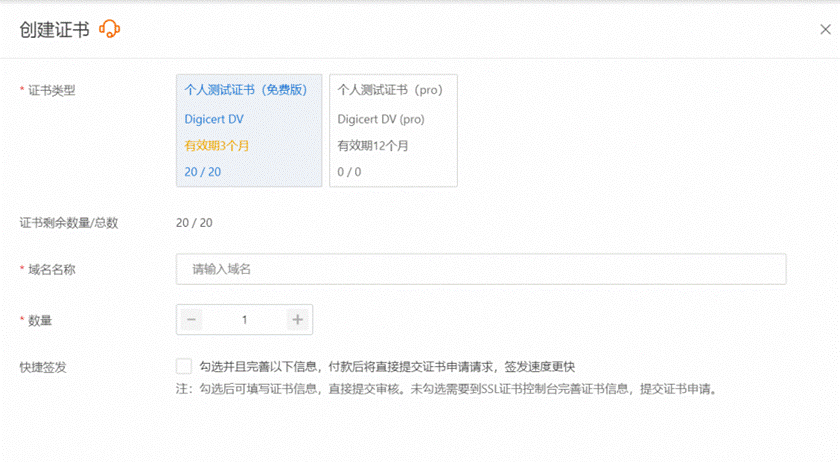 创建证书
* 证书类型
个人测试证书（免费版） 个人测试证书（pro）
Digicert DV Digicert DV (pro)
有效期3个月 有效期12个月
20 / 20 0 / 0
证书剩余数量/总数 20 / 20
* 域名名称 请输入域名
* 数量 − 1 +
快捷签发 勾选并且完善以下信息，付款后将直接提交证书申请请求，签发速度更快
注：勾选后可填写证书信息，直接提交审核。未勾选需要到SSL证书控制台完善证书信息，提交证书申请。